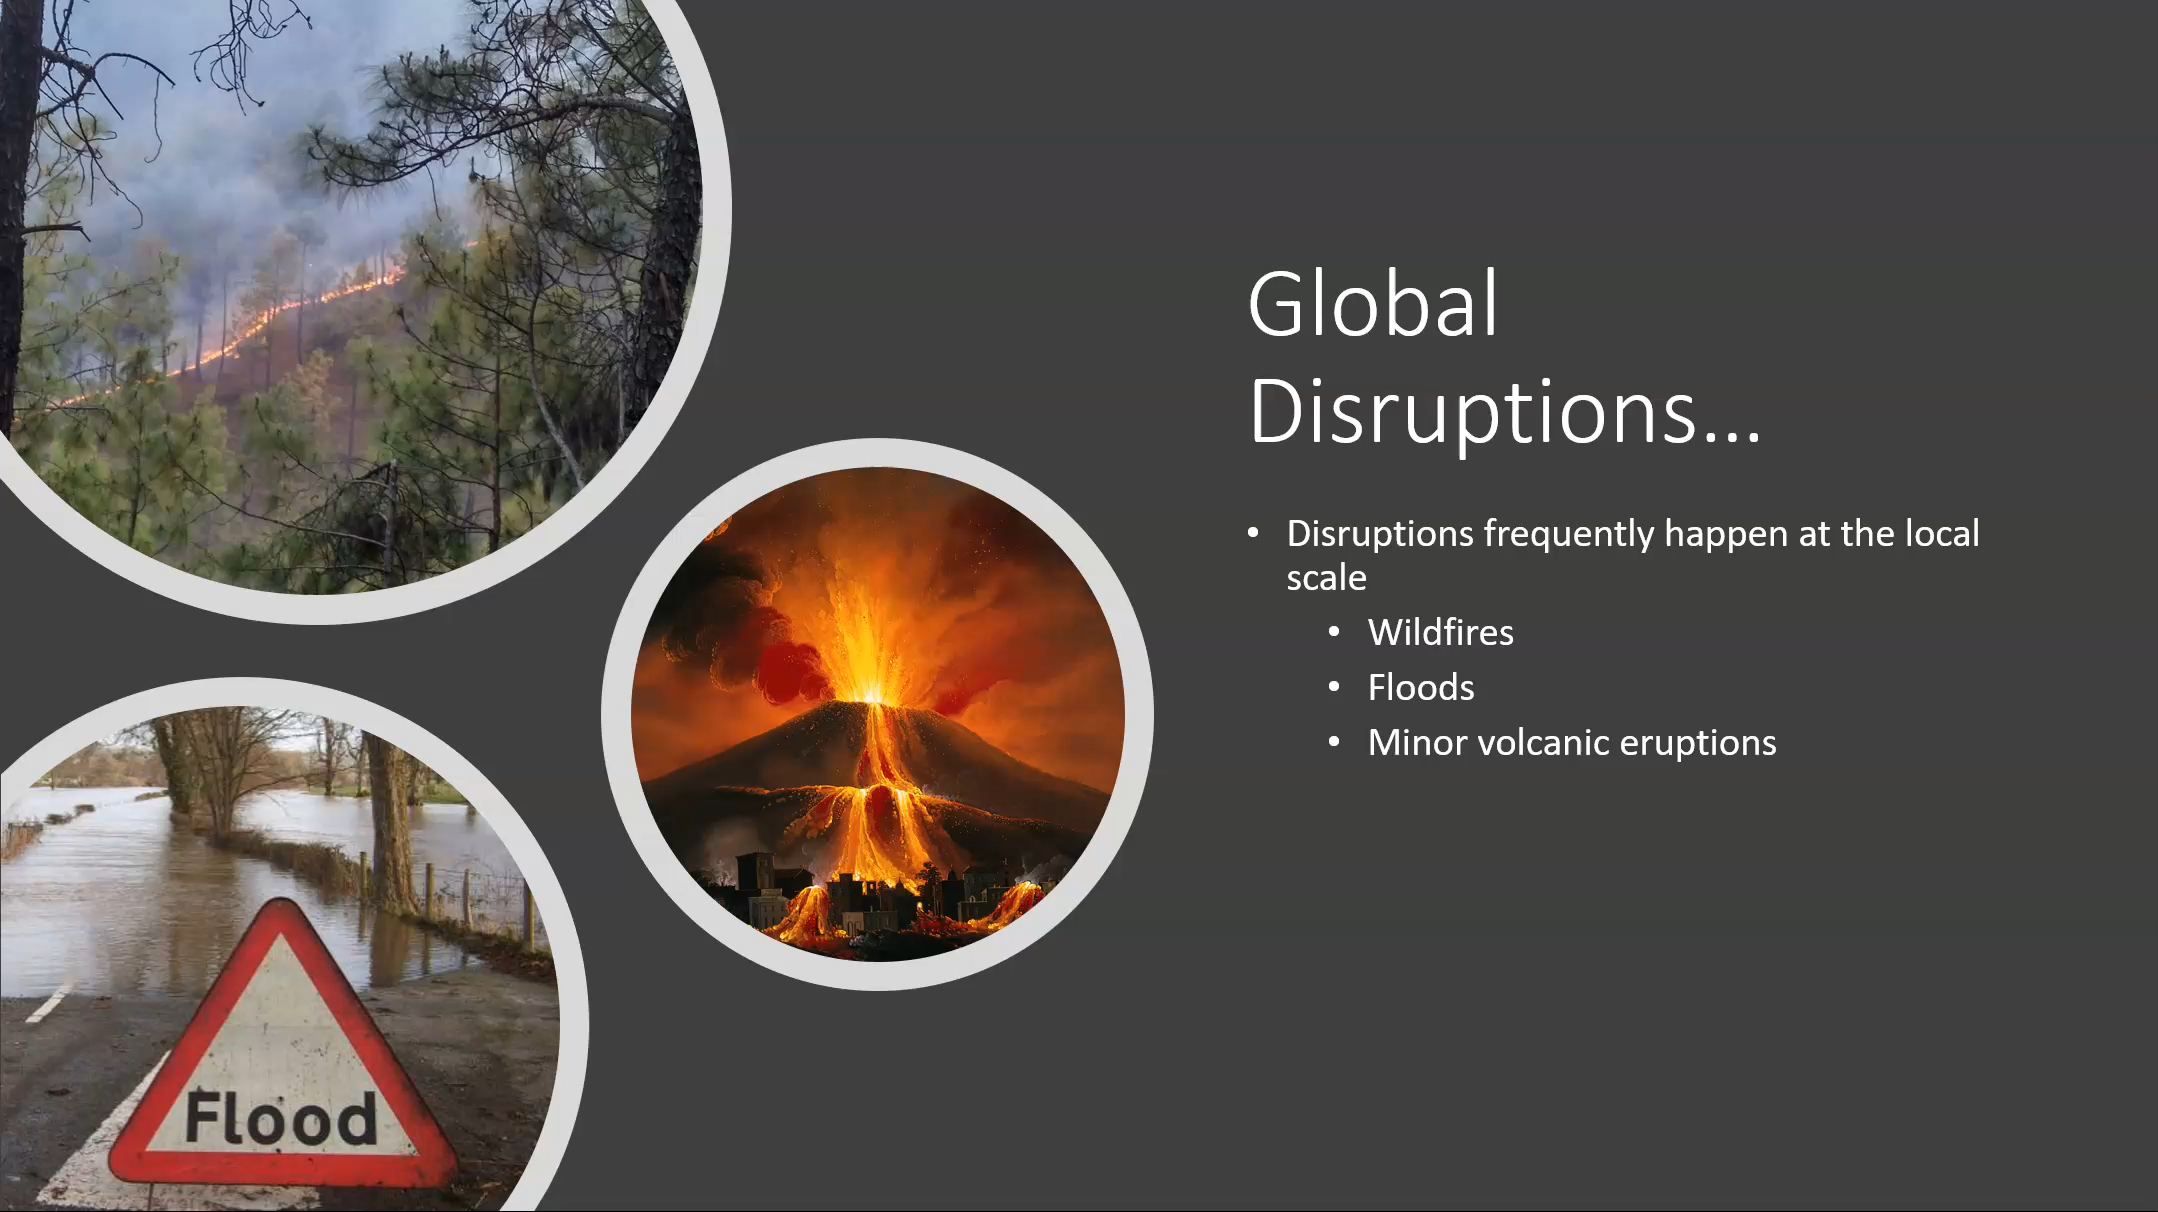 Global
Disruptions...
• Disruptions frequently happen at the local
scale
• Wildfires
• Floods
• Minor volcanic eruptions
Flood